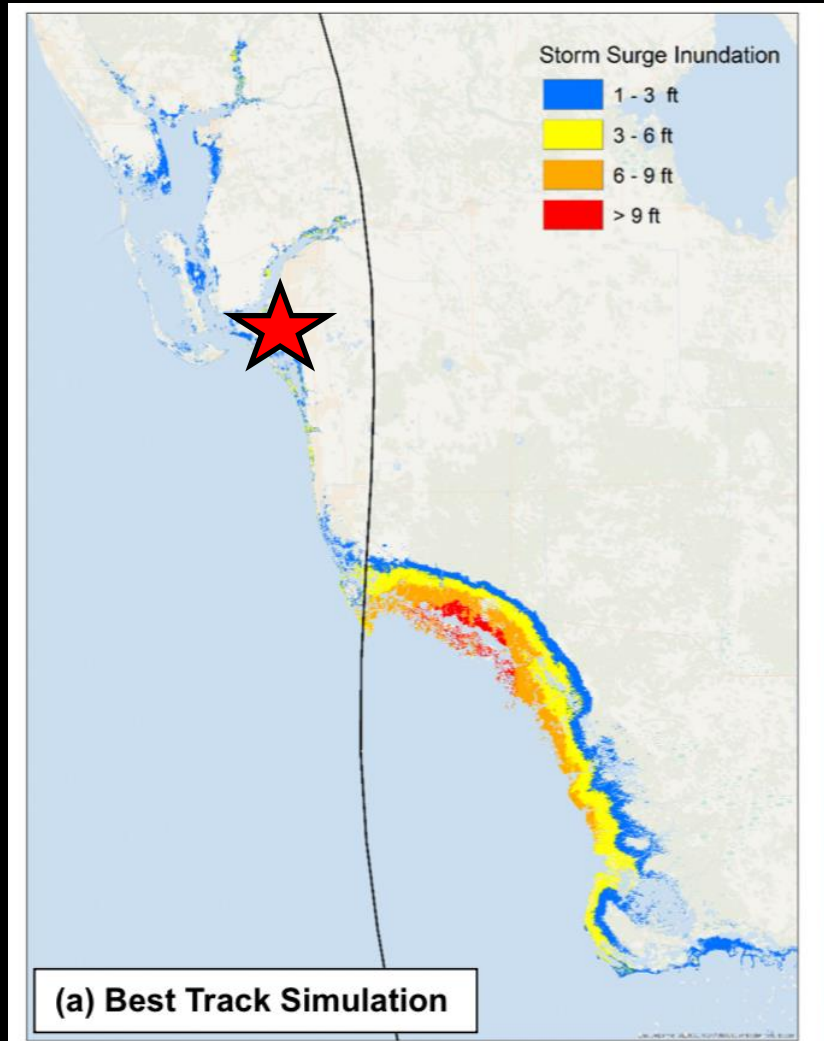 Storm Surge Inundation
1 - 3 ft
3 - 6 ft
6 - 9 ft
> 9 ft
(a) Best Track Simulation